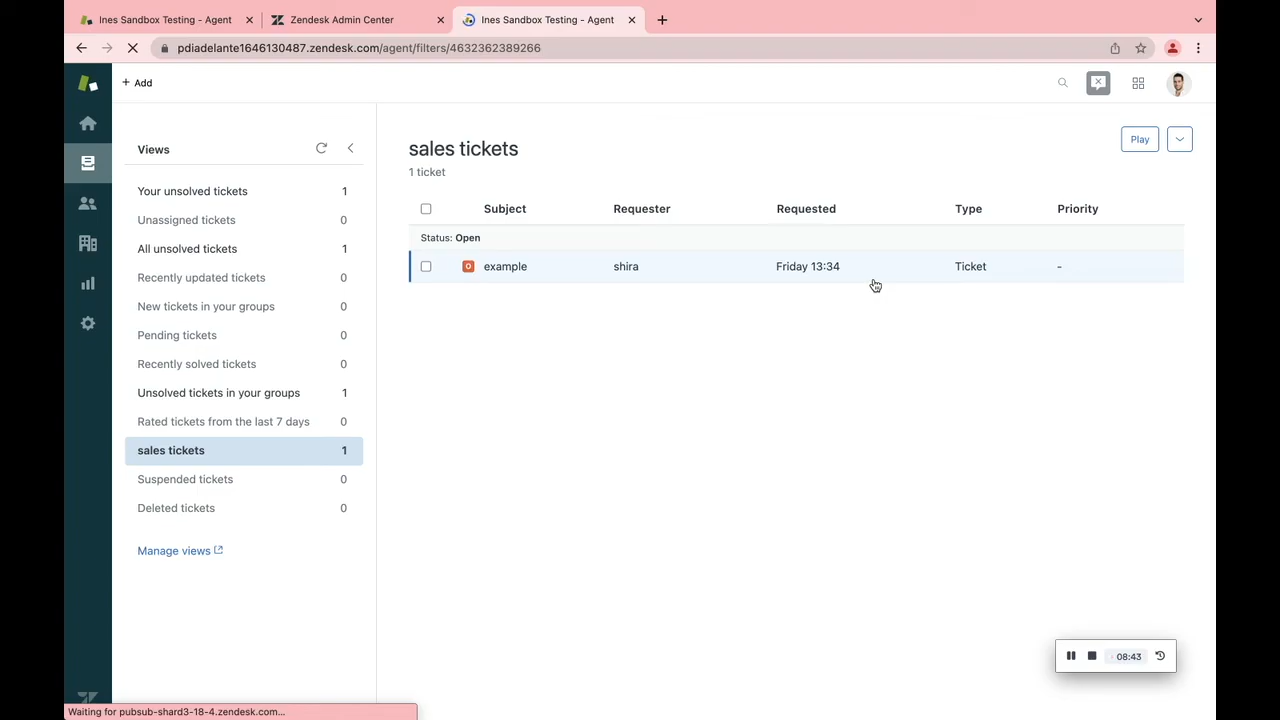 Ines Sandbox Testing - Agent
Zendesk Admin Center
Ines Sandbox Testing - Agent
pdiadelante1646130487.zendesk.com/agent/filters/4632362389266
+ Add
Views
Your unsolved tickets 1
Unassigned tickets 0
All unsolved tickets 1
Recently updated tickets 0
New tickets in your groups 0
Pending tickets 0
Recently solved tickets 0
Unsolved tickets in your groups 1
Rated tickets from the last 7 days 0
sales tickets 1
Suspended tickets 0
Deleted tickets 0
Manage views
sales tickets
1 ticket
Play
Subject Requester Requested Type Priority
Status: Open
O example shira Friday 13:34 Ticket -
08:43
Waiting for pubsub-shard3-18-4.zendesk.com...